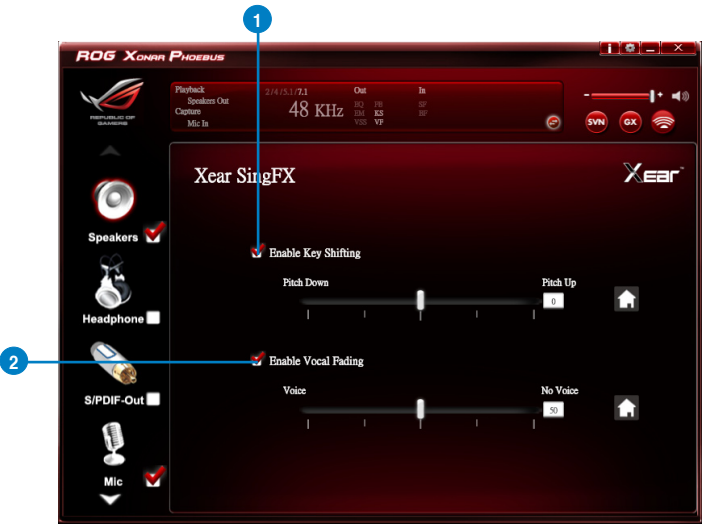 1
ROG XONAR PHOEBUS
i
REPUBLIC OF
GAMERS
Playback
Speakers Out
Capture
Mic In
2/4/5.1/7.1
48 KHz
Out
EQ FB
EM KS
VSS VF
In
SF
BF
- +
SVN GX
Xear SingFX
Xear™
Speakers
Headphone
S/PDIF-Out
Mic
Enable Key Shifting
Pitch Down Pitch Up
0
2
Enable Vocal Fading
Voice No Voice
50